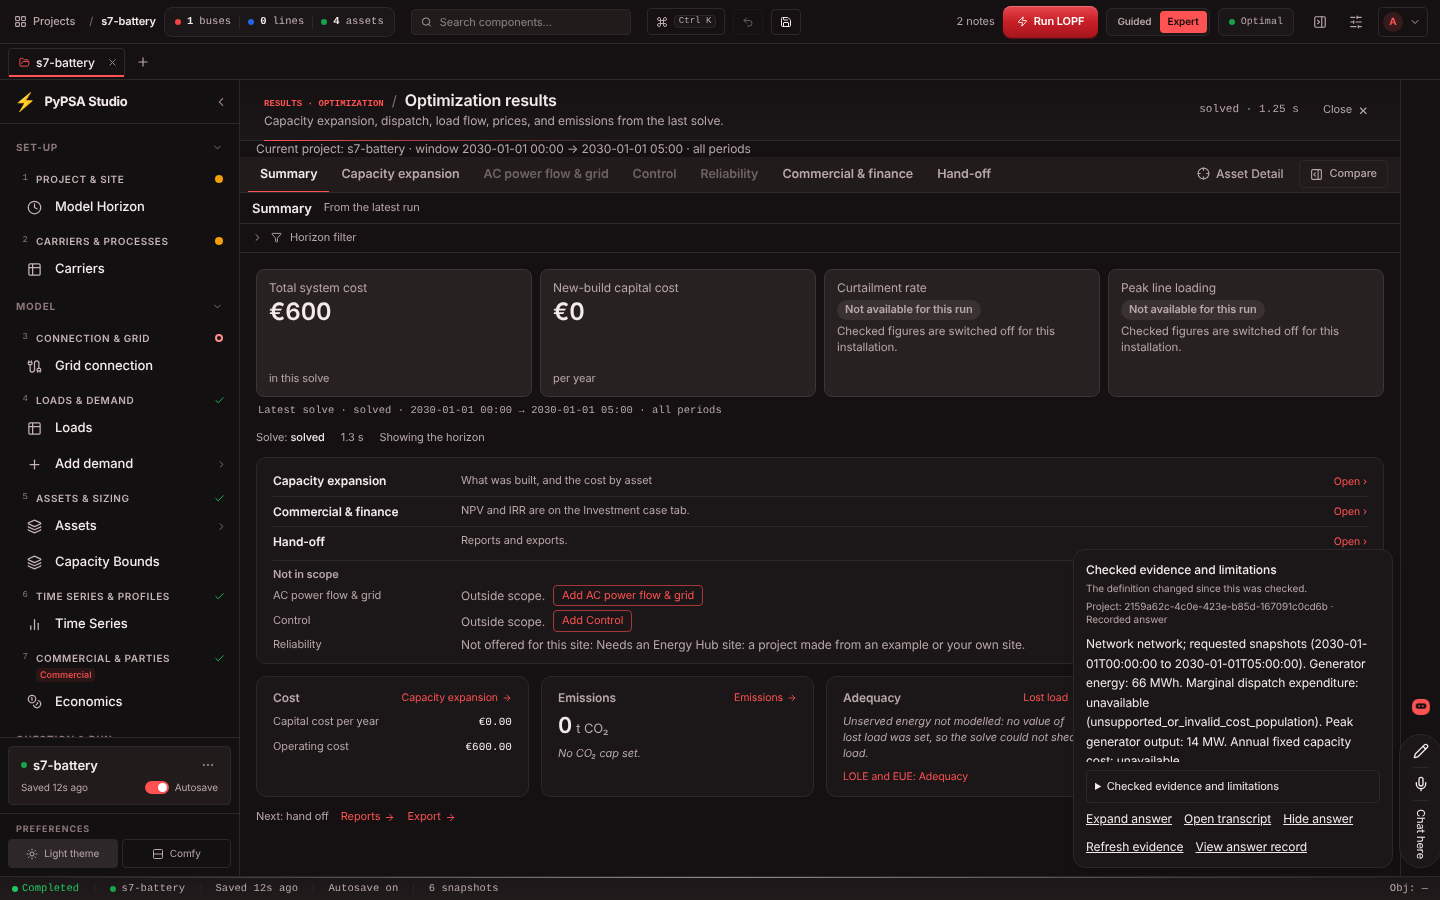 Projects / s7-battery 1 buses 0 lines 4 assets Search components... ⌘ Ctrl K 2 notes Run LOPF Guided Expert Optimal A
s7-battery × +
PyPSA Studio
SET-UP
1 PROJECT & SITE
Model Horizon
2 CARRIERS & PROCESSES
Carriers
MODEL
3 CONNECTION & GRID
Grid connection
4 LOADS & DEMAND
Loads
Add demand
5 ASSETS & SIZING
Assets
Capacity Bounds
6 TIME SERIES & PROFILES
Time Series
7 COMMERCIAL & PARTIES
Commercial
Economics
s7-battery ...
Saved 12s ago Autosave
PREFERENCES
Light theme Comfy
RESULTS · OPTIMIZATION / Optimization results
Capacity expansion, dispatch, load flow, prices, and emissions from the last solve.
solved · 1.25 s Close ×
Current project: s7-battery · window 2030-01-01 00:00 → 2030-01-01 05:00 · all periods
Summary Capacity expansion AC power flow & grid Control Reliability Commercial & finance Hand-off Asset Detail Compare
Summary From the latest run
Horizon filter
Total system cost
€600
in this solve
New-build capital cost
€0
per year
Curtailment rate
Not available for this run
Checked figures are switched off for this
installation.
Peak line loading
Not available for this run
Checked figures are switched off for this
installation.
Latest solve · solved · 2030-01-01 00:00 → 2030-01-01 05:00 · all periods
Solve: solved 1.3 s Showing the horizon
Capacity expansion What was built, and the cost by asset Open ›
Commercial & finance NPV and IRR are on the Investment case tab. Open ›
Hand-off Reports and exports. Open ›
Not in scope
AC power flow & grid Outside scope. Add AC power flow & grid
Control Outside scope. Add Control
Reliability Not offered for this site: Needs an Energy Hub site: a project made from an example or your own site.
Cost Capacity expansion →
Capital cost per year €0.00
Operating cost €600.00
Emissions Emissions →
0 t CO₂
No CO₂ cap set.
Adequacy Lost load
Unserved energy not modelled: no value of
lost load was set, so the solve could not shed
load.
LOLE and EUE: Adequacy
Next: hand off Reports → Export →
Checked evidence and limitations
The definition changed since this was checked.
Project: 2159a62c-4c0e-423e-b85d-167091c0cd6b ·
Recorded answer
Network network; requested snapshots (2030-01-
01T00:00:00 to 2030-01-01T05:00:00). Generator
energy: 66 MWh. Marginal dispatch expenditure:
unavailable
(unsupported_or_invalid_cost_population). Peak
generator output: 14 MW. Annual fixed capacity
cost: unavailable
Checked evidence and limitations
Expand answer Open transcript Hide answer
Refresh evidence View answer record
Chat here
Completed s7-battery Saved 12s ago Autosave on 6 snapshots Obj: —